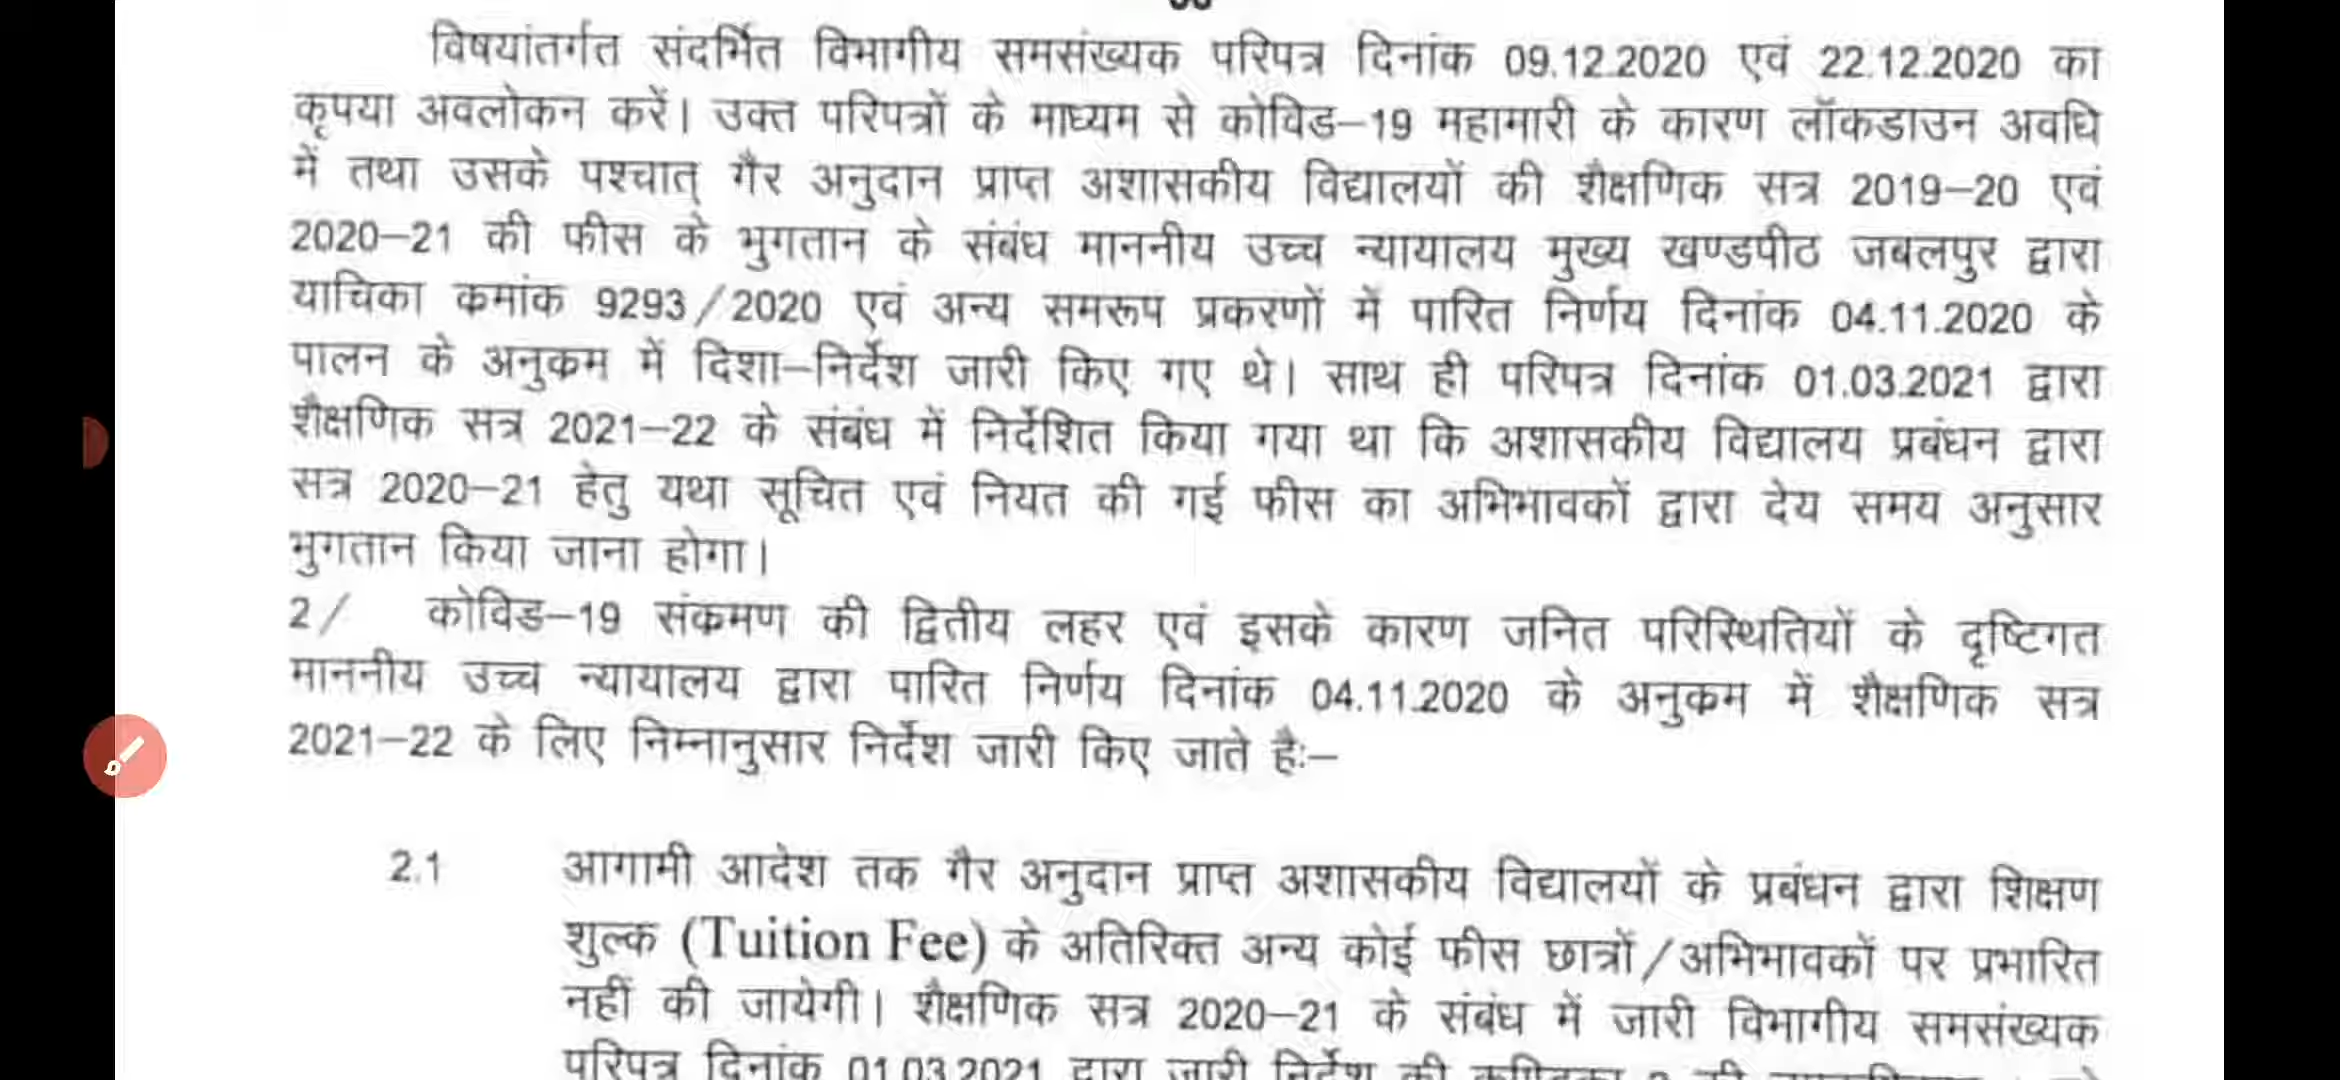 विषयांतर्गत संदर्भित विभागीय समसंख्यक परिपत्र दिनांक 09.12.2020 एवं 22.12.2020 का
कृपया अवलोकन करें। उक्त परिपत्रों के माध्यम से कोविड–19 महामारी के कारण लॉकडाउन अवधि
में तथा उसके पश्चात् गैर अनुदान प्राप्त अशासकीय विद्यालयों की शैक्षणिक सत्र 2019–20 एवं
2020–21 की फीस के भुगतान के संबंध माननीय उच्च न्यायालय मुख्य खण्डपीठ जबलपुर द्वारा
याचिका कमांक 9293/2020 एवं अन्य समरूप प्रकरणों में पारित निर्णय दिनांक 04.11.2020 के
पालन के अनुकम में दिशा–निर्देश जारी किए गए थे। साथ ही परिपत्र दिनांक 01.03.2021 द्वारा
शैक्षणिक सत्र 2021–22 के संबंध में निर्देशित किया गया था कि अशासकीय विद्यालय प्रबंधन द्वारा
सत्र 2020–21 हेतु यथा सूचित एवं नियत की गई फीस का अभिभावकों द्वारा देय समय अनुसार
भुगतान किया जाना होगा।
2/ कोविड–19 संकमण की द्वितीय लहर एवं इसके कारण जनित परिस्थितियों के दृष्टिगत
माननीय उच्च न्यायालय द्वारा पारित निर्णय दिनांक 04.11.2020 के अनुकम में शैक्षणिक सत्र
2021–22 के लिए निम्नानुसार निर्देश जारी किए जाते है:–
2.1 आगामी आदेश तक गैर अनुदान प्राप्त अशासकीय विद्यालयों के प्रबंधन द्वारा शिक्षण
शुल्क (Tuition Fee) के अतिरिक्त अन्य कोई फीस छात्रों/अभिभावकों पर प्रभारित
नहीं की जायेगी। शैक्षणिक सत्र 2020–21 के संबंध में जारी विभागीय समसंख्यक
परिपत्र दिनांक 01.03.2021 द्वारा जारी निर्देश की